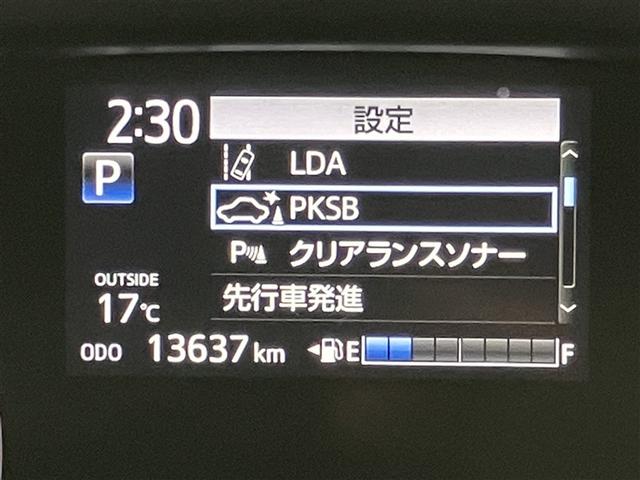 2:30
設定
P
LDA
PKSB
P クリアランスソナー
先行車発進
OUTSIDE
17℃
ODO 13637 km E F